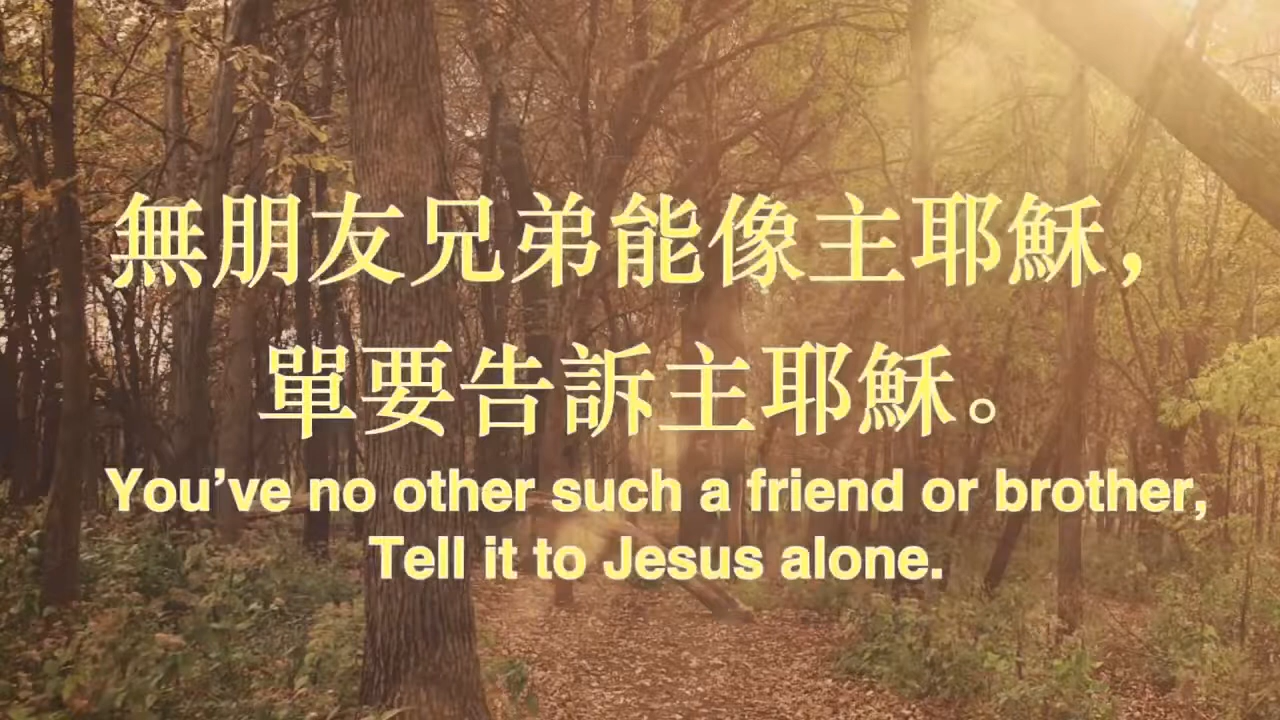 無朋友兄弟能像主耶穌，
單要告訴主耶穌。
You’ve no other such a friend or brother,
Tell it to Jesus alone.